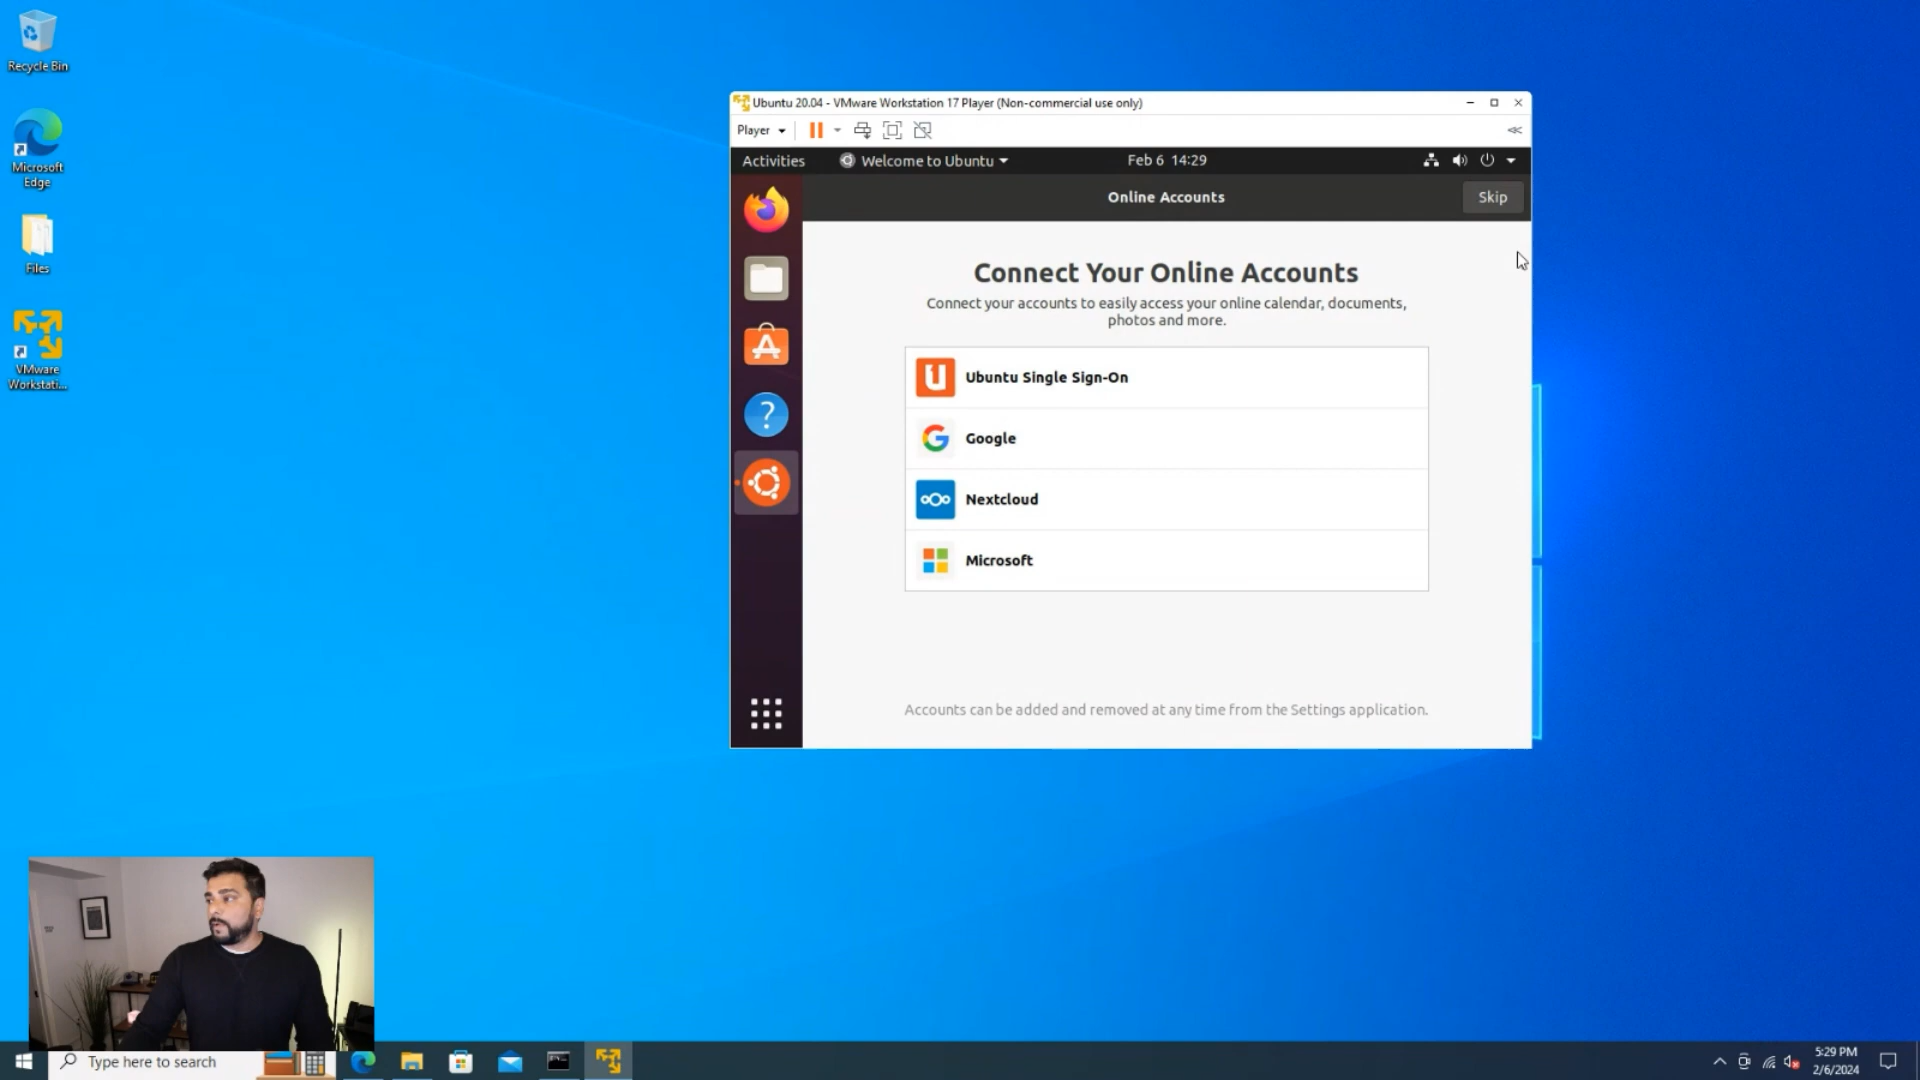 Recycle Bin
Microsoft
Edge
Files
VMware
Workstati...
Ubuntu 20.04 - VMware Workstation 17 Player (Non-commercial use only)
Player
Activities
Welcome to Ubuntu
Feb 6 14:29
Online Accounts
Skip
Connect Your Online Accounts
Connect your accounts to easily access your online calendar, documents,
photos and more.
Ubuntu Single Sign-On
Google
Nextcloud
Microsoft
Accounts can be added and removed at any time from the Settings application.
Type here to search
5:29 PM
2/6/2024